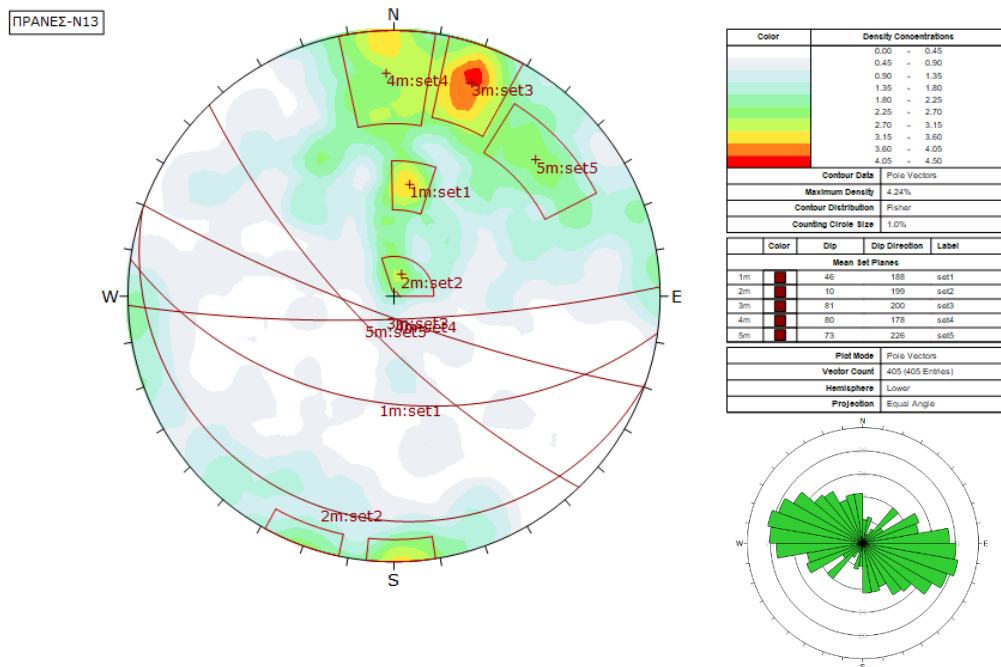 ΠΡΑΝΕΣ-N13
N
4m:set4
3m:set3
5m:set5
1m:set1
2m:set2
W
E
5m:set5
1m:set1
2m:set2
S
Color Density Concentrations
0.00 - 0.45
0.45 - 0.90
0.90 - 1.35
1.35 - 1.80
1.80 - 2.25
2.25 - 2.70
2.70 - 3.15
3.15 - 3.60
3.60 - 4.05
4.05 - 4.50
Contour Data Pole Vectors
Maximum Density 4.24%
Contour Distribution Fisher
Counting Circle Size 1.0%
Color Dip Dip Direction Label
Mean Set Planes
1m 46 188 set1
2m 10 199 set2
3m 81 200 set3
4m 80 178 set4
5m 73 226 set5
Plot Mode Pole Vectors
Vector Count 405 (405 Entries)
Hemisphere Lower
Projection Equal Angle
N
W
E
S